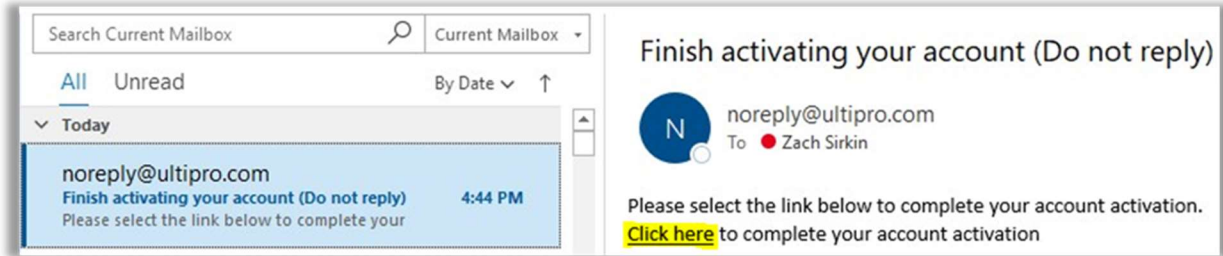 Search Current Mailbox
Current Mailbox
All Unread By Date
Today
noreply@ultipro.com
Finish activating your account (Do not reply) 4:44 PM
Please select the link below to complete your
Finish activating your account (Do not reply)
N
noreply@ultipro.com
To Zach Sirkin
Please select the link below to complete your account activation.
Click here to complete your account activation